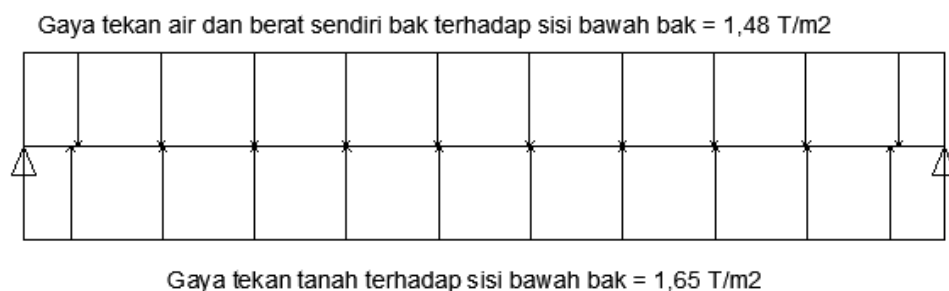 Gaya tekan air dan berat sendiri bak terhadap sisi bawah bak = 1,48 T/m2
Gaya tekan tanah terhadap sisi bawah bak = 1,65 T/m2